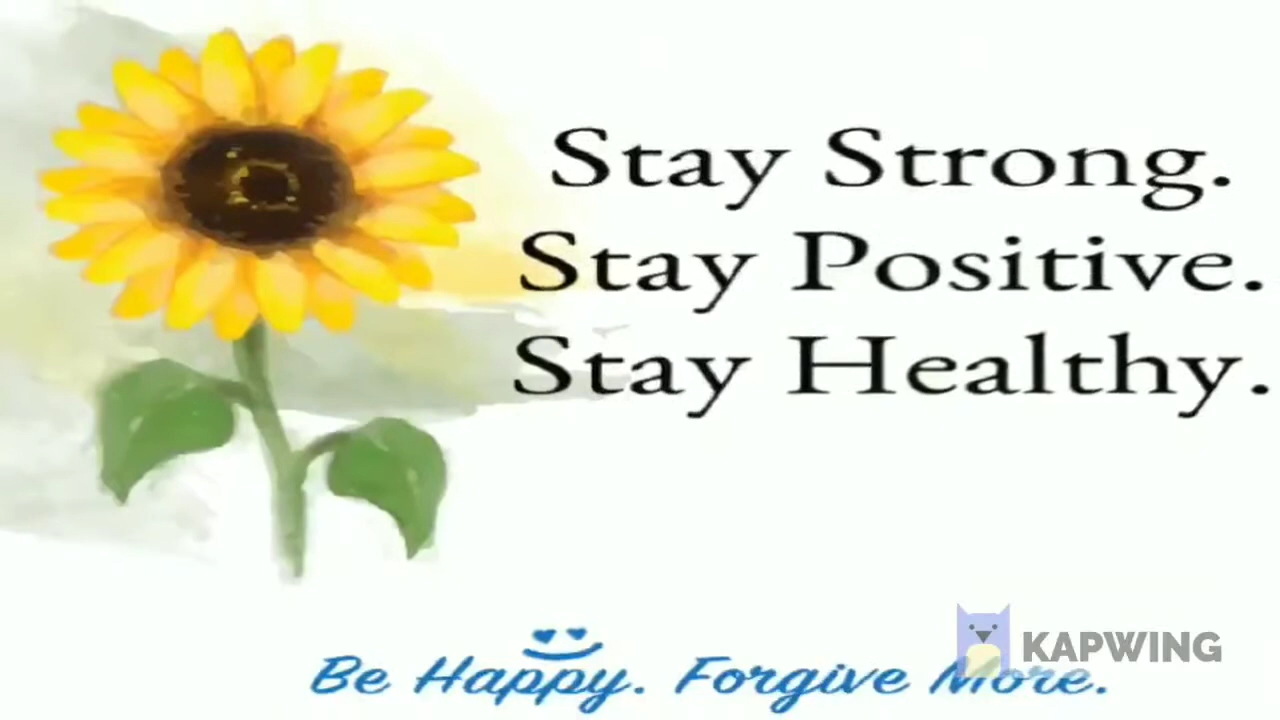 Stay Strong.
Stay Positive.
Stay Healthy.
KAPWING
Be Happy. Forgive More.